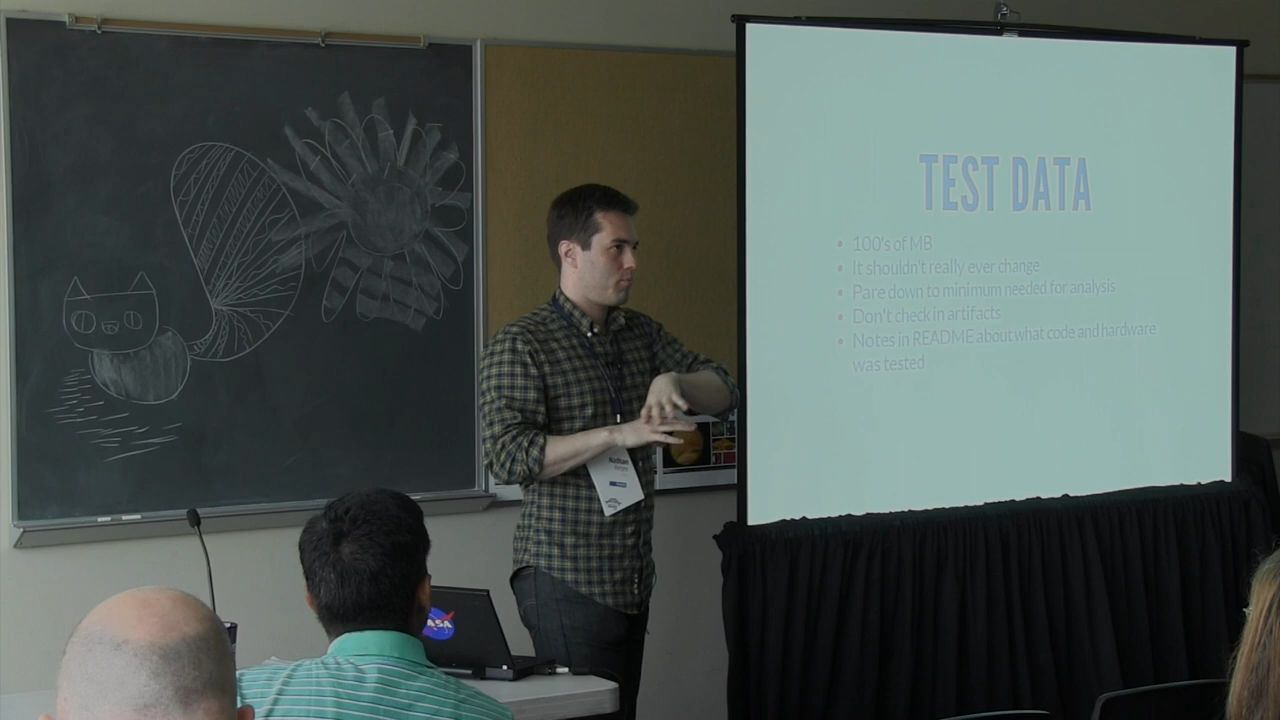 TEST DATA
• 100's of MB
• It shouldn't really ever change
• Pare down to minimum needed for analysis
• Don't check in artifacts
• Notes in README about what code and hardware
was tested
Nathan
NASA